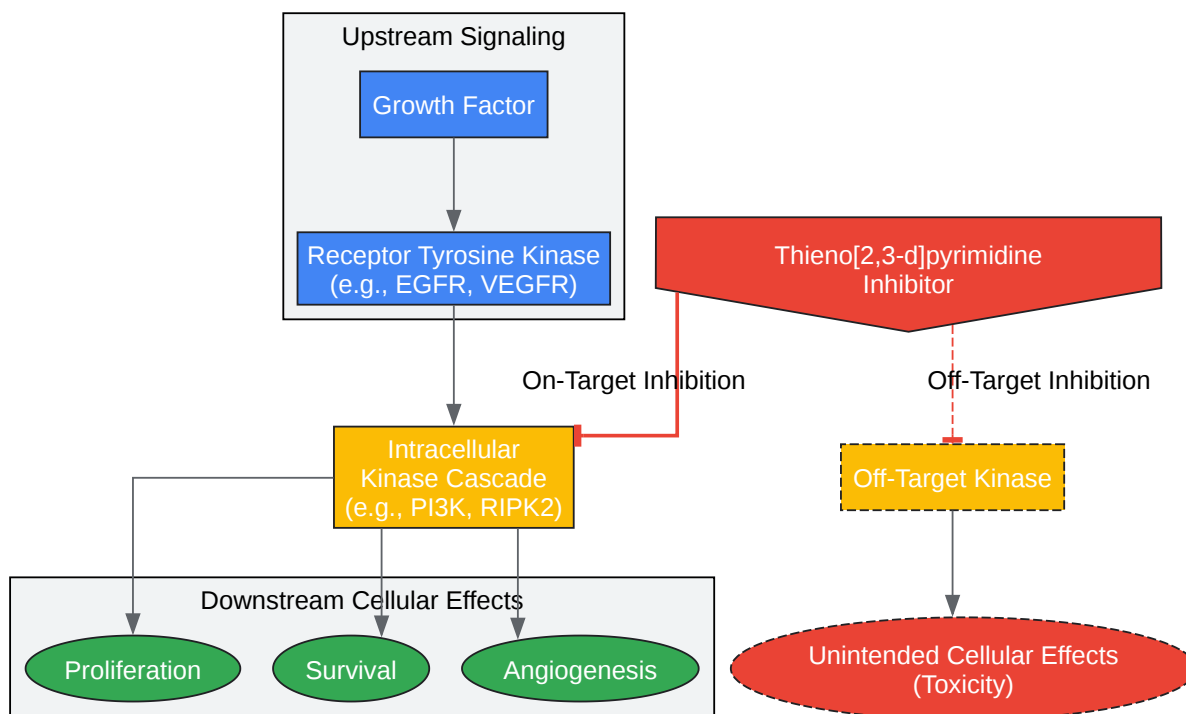 Upstream Signaling
Growth Factor
Receptor Tyrosine Kinase
(e.g., EGFR, VEGFR)
Thieno[2,3-d]pyrimidine
Inhibitor
On-Target Inhibition
Off-Target Inhibition
Intracellular
Kinase Cascade
(e.g., PI3K, RIPK2)
Off-Target Kinase
Downstream Cellular Effects
Proliferation
Survival
Angiogenesis
Unintended Cellular Effects
(Toxicity)